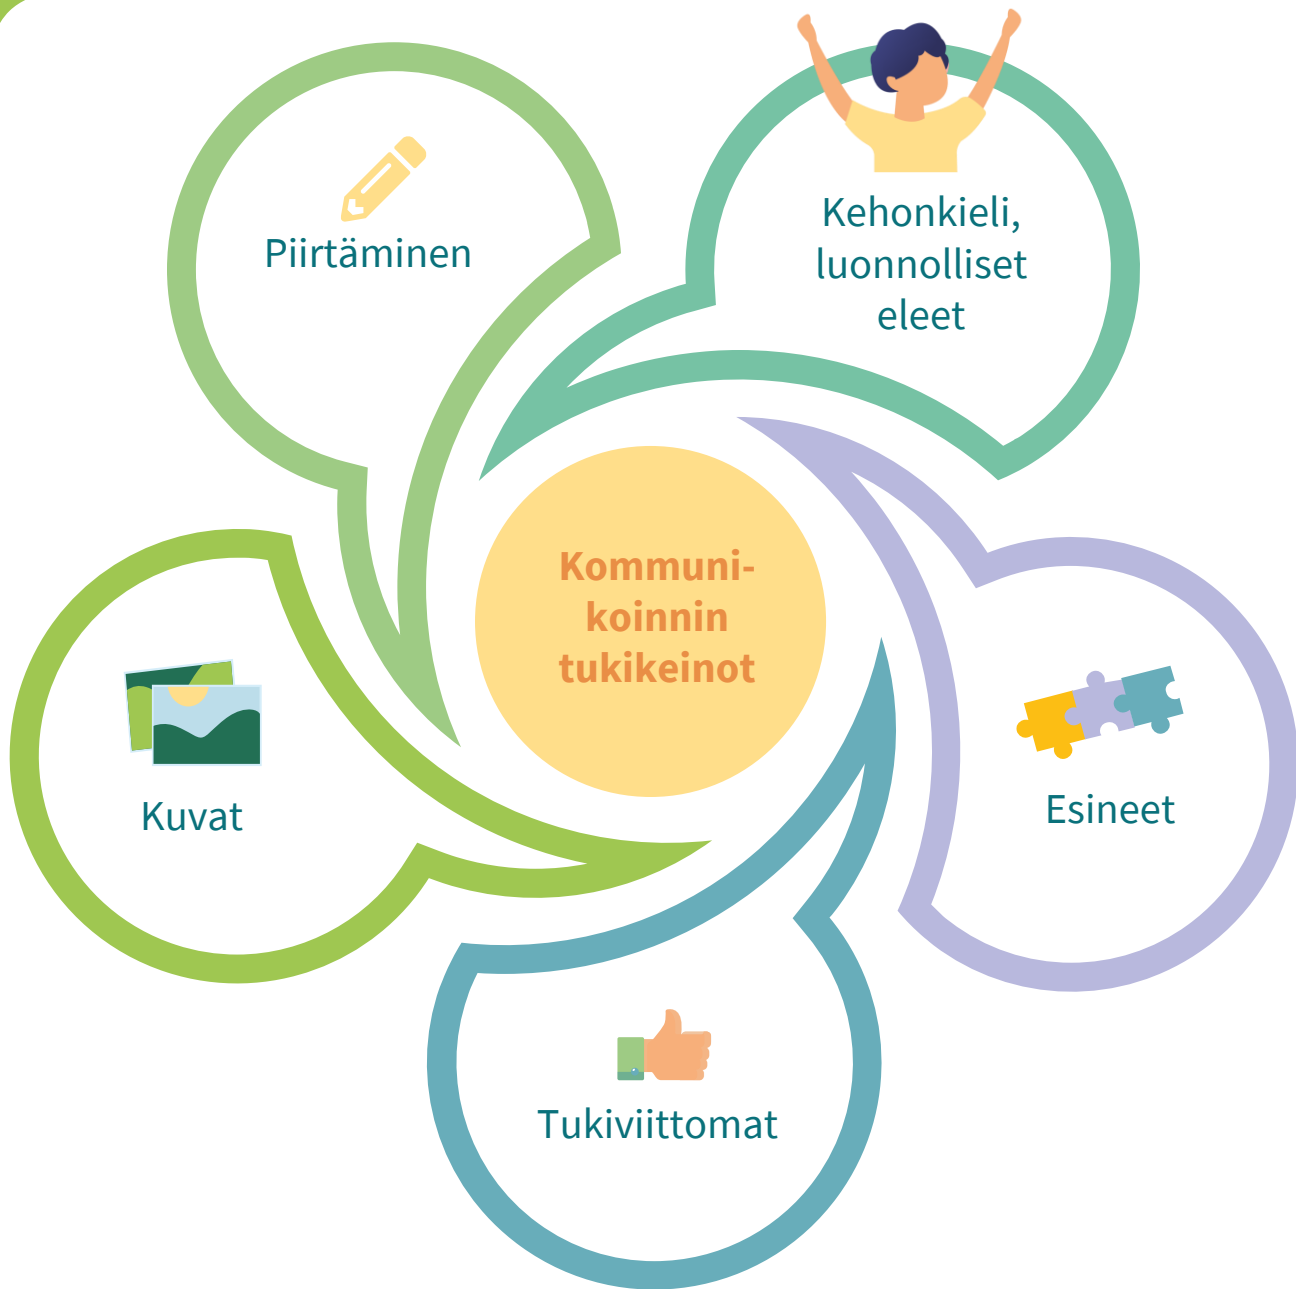 Piirtäminen
Kehonkieli,
luonnolliset
eleet
Kommuni-
koinnin
tukikeinot
Kuvat
Esineet
Tukiviittomat